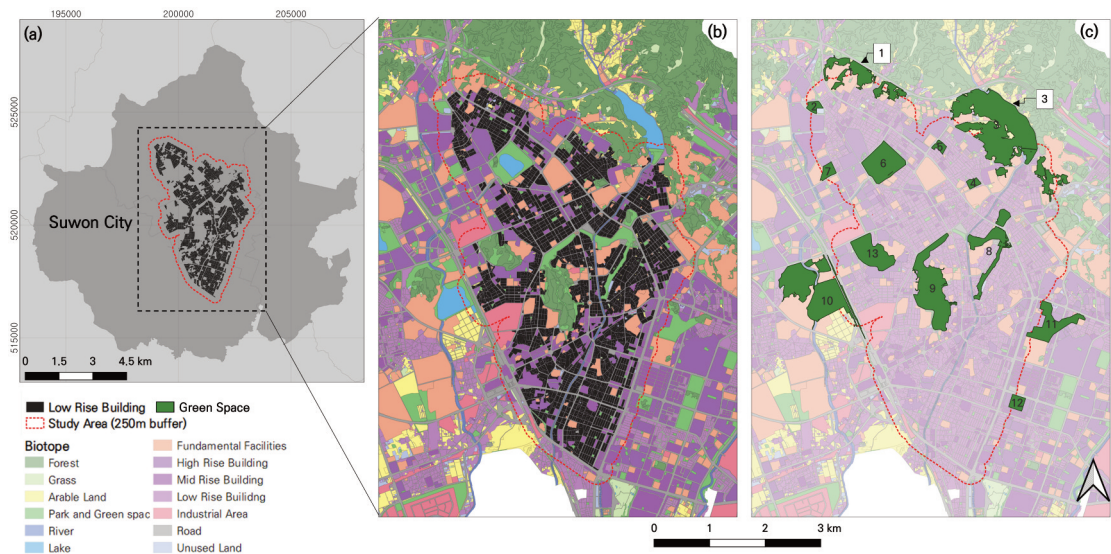 195000 200000 205000
(a)
525000
520000
515000
Suwon City
0 1.5 3 4.5 km
(b)
(c)
1
3
2
5
6
4
7
8
13
9
10
11
12
Low Rise Building Green Space
Study Area (250m buffer)
Biotope
Forest
Grass
Arable Land
Park and Green spac
River
Lake
Fundamental Facilities
High Rise Building
Mid Rise Building
Low Rise Builidng
Industrial Area
Road
Unused Land
0 1 2 3 km